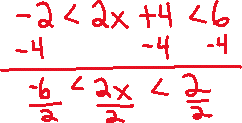 -2 < 2x +4 < 6
-4 -4 -4
-6/2 < 2x/2 < 2/2